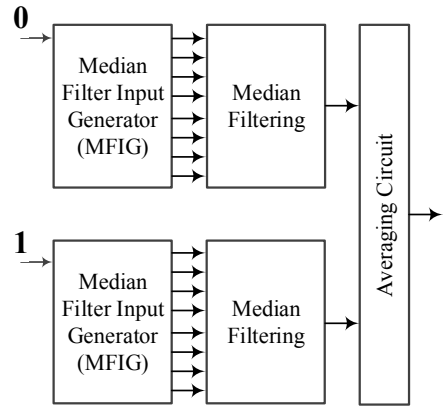 0
Median
Filter Input
Generator
(MFIG)
Median
Filtering
1
Median
Filter Input
Generator
(MFIG)
Median
Filtering
Averaging Circuit